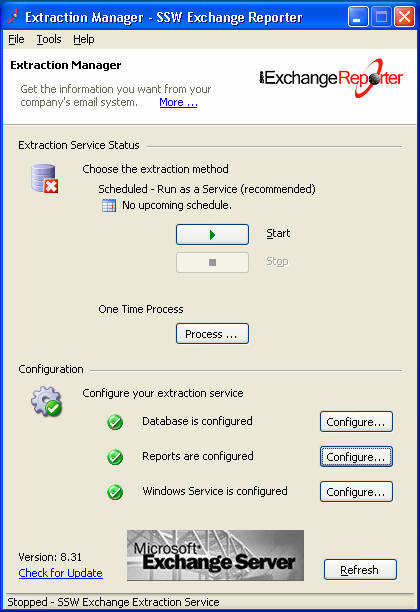 Extraction Manager - SSW Exchange Reporter
File Tools Help
Extraction Manager
Get the information you want from your
company's email system. More ...
ExchangeReporter
Extraction Service Status
Choose the extraction method
Scheduled - Run as a Service (recommended)
No upcoming schedule.
Start
Stop
One Time Process
Process ...
Configuration
Configure your extraction service
Database is configured Configure...
Reports are configured Configure...
Windows Service is configured Configure...
Microsoft
Exchange Server
Version: 8.31
Check for Update
Refresh
Stopped - SSW Exchange Extraction Service